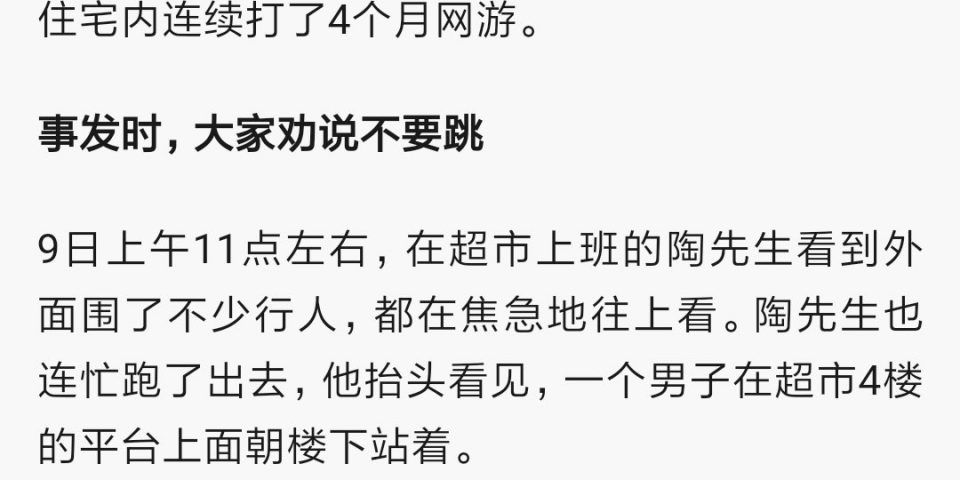 住宅内连续打了4个月网游。
事发时，大家劝说不要跳
9日上午11点左右，在超市上班的陶先生看到外
面围了不少行人，都在焦急地往上看。陶先生也
连忙跑了出去，他抬头看见，一个男子在超市4楼
的平台上面朝楼下站着。